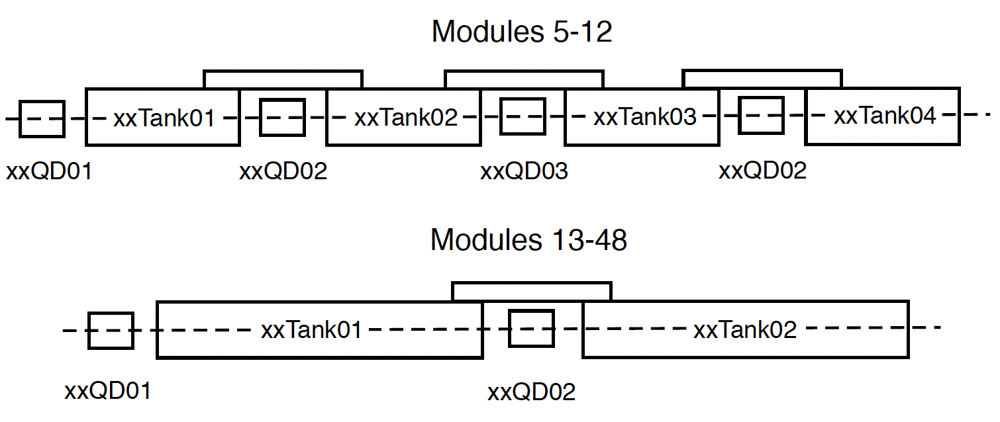 Modules 5-12
xxTank01 xxTank02 xxTank03 xxTank04
xxQD01 xxQD02 xxQD03 xxQD02
Modules 13-48
xxTank01 xxTank02
xxQD01 xxQD02